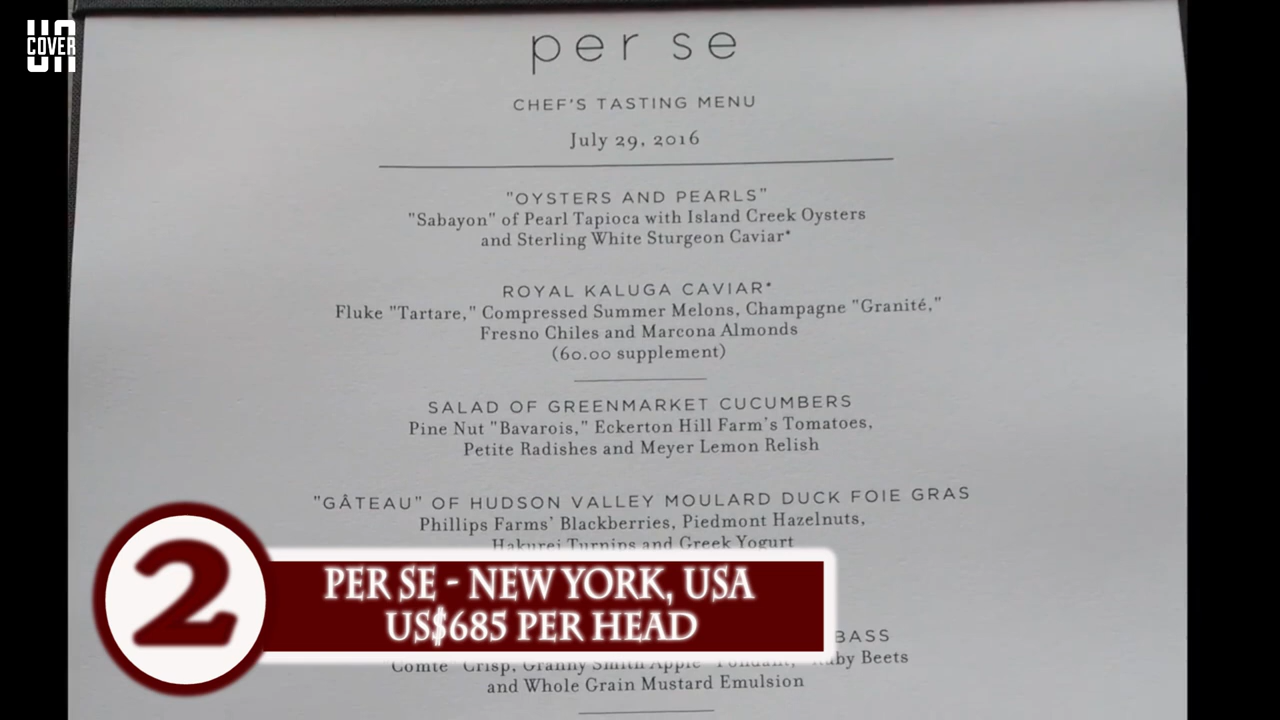 UN
COVER
per se
CHEF'S TASTING MENU
July 29, 2016
"OYSTERS AND PEARLS"
"Sabayon" of Pearl Tapioca with Island Creek Oysters
and Sterling White Sturgeon Caviar*
ROYAL KALUGA CAVIAR*
Fluke "Tartare," Compressed Summer Melons, Champagne "Granité,"
Fresno Chiles and Marcona Almonds
(60.00 supplement)
SALAD OF GREENMARKET CUCUMBERS
Pine Nut "Bavarois," Eckerton Hill Farm's Tomatoes,
Petite Radishes and Meyer Lemon Relish
"GÂTEAU" OF HUDSON VALLEY MOULARD DUCK FOIE GRAS
Phillips Farms' Blackberries, Piedmont Hazelnuts,
Hakurei Turnips and Greek Yogurt
2
PER SE - NEW YORK, USA
US$685 PER HEAD
BASS
Comté "Crisp, Granny Smith Apple "Fondant," Ruby Beets
and Whole Grain Mustard Emulsion